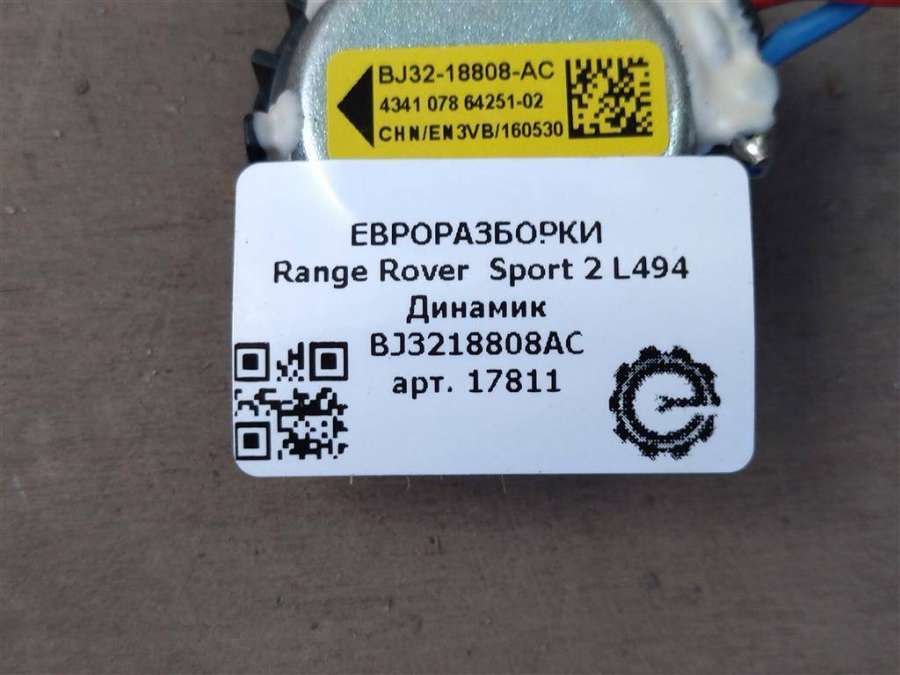 BJ32-18808-AC
4341 078 64251-02
CHN/EN3VB/160530
ЕВРОРАЗБОРКИ
Range Rover Sport 2 L494
Динамик
BJ3218808AC
арт. 17811